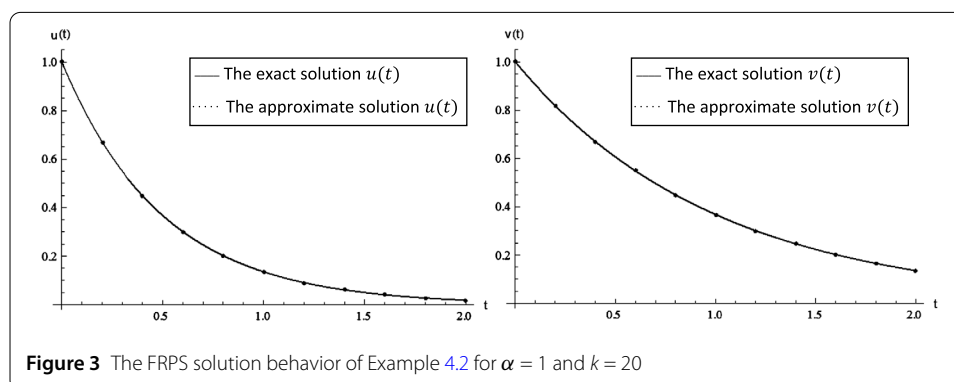 u(t)
1.0
0.8
0.6
0.4
0.2
0.5
1.0
1.5
2.0
t
The exact solution u(t)
The approximate solution u(t)
v(t)
1.0
0.8
0.6
0.4
0.2
0.5
1.0
1.5
2.0
t
The exact solution v(t)
The approximate solution v(t)
Figure 3 The FRPS solution behavior of Example 4.2 for α = 1 and k = 20